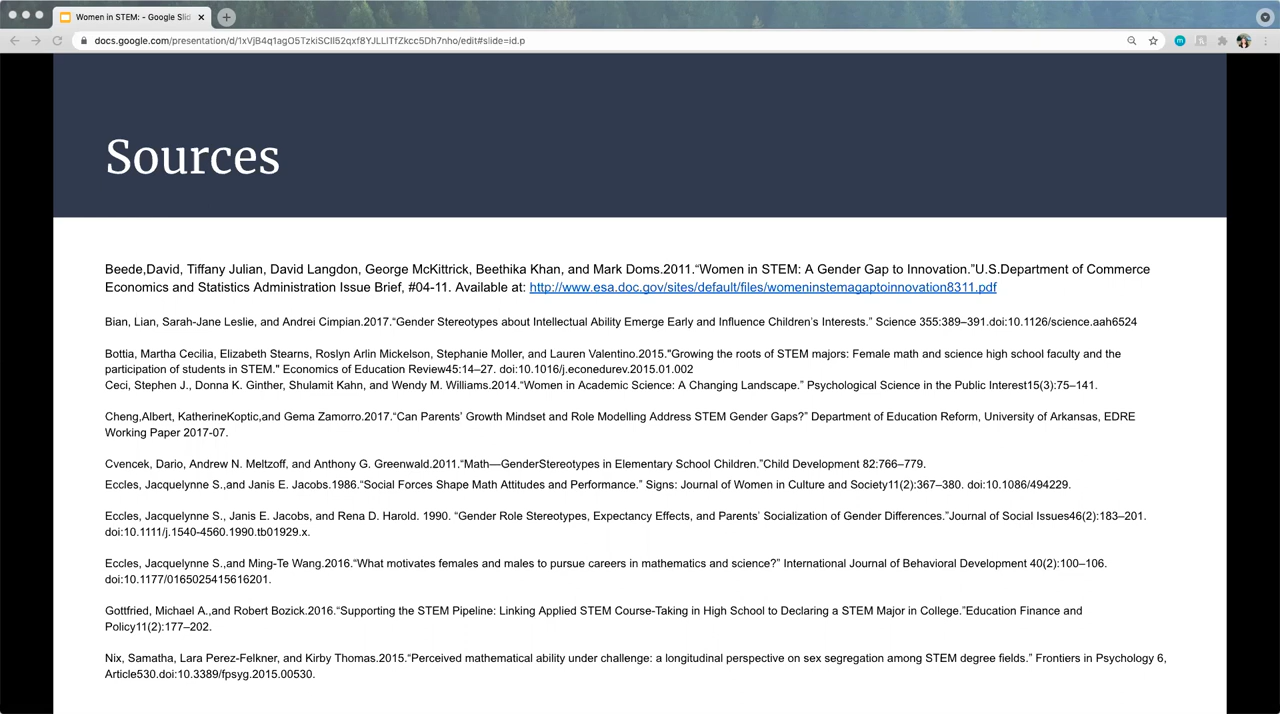 Women in STEM: - Google Slid
docs.google.com/presentation/d/1xVjB4q1agO5TzkiSCIl52qxf8YJLLlTfZkcc5Dh7nho/edit#slide=id.p
Sources
Beede,David, Tiffany Julian, David Langdon, George McKittrick, Beethika Khan, and Mark Doms.2011.“Women in STEM: A Gender Gap to Innovation.”U.S.Department of Commerce
Economics and Statistics Administration Issue Brief, #04-11. Available at: http://www.esa.doc.gov/sites/default/files/womeninstemagaptoinnovation8311.pdf
Bian, Lian, Sarah-Jane Leslie, and Andrei Cimpian.2017.“Gender Stereotypes about Intellectual Ability Emerge Early and Influence Children’s Interests.” Science 355:389–391.doi:10.1126/science.aah6524
Bottia, Martha Cecilia, Elizabeth Stearns, Roslyn Arlin Mickelson, Stephanie Moller, and Lauren Valentino.2015."Growing the roots of STEM majors: Female math and science high school faculty and the
participation of students in STEM." Economics of Education Review45:14–27. doi:10.1016/j.econedurev.2015.01.002
Ceci, Stephen J., Donna K. Ginther, Shulamit Kahn, and Wendy M. Williams.2014.“Women in Academic Science: A Changing Landscape.” Psychological Science in the Public Interest15(3):75–141.
Cheng,Albert, KatherineKoptic,and Gema Zamorro.2017.“Can Parents’ Growth Mindset and Role Modelling Address STEM Gender Gaps?” Department of Education Reform, University of Arkansas, EDRE
Working Paper 2017-07.
Cvencek, Dario, Andrew N. Meltzoff, and Anthony G. Greenwald.2011.“Math—GenderStereotypes in Elementary School Children.”Child Development 82:766–779.
Eccles, Jacquelynne S.,and Janis E. Jacobs.1986.“Social Forces Shape Math Attitudes and Performance.” Signs: Journal of Women in Culture and Society11(2):367–380. doi:10.1086/494229.
Eccles, Jacquelynne S., Janis E. Jacobs, and Rena D. Harold. 1990. “Gender Role Stereotypes, Expectancy Effects, and Parents’ Socialization of Gender Differences.”Journal of Social Issues46(2):183–201.
doi:10.1111/j.1540-4560.1990.tb01929.x.
Eccles, Jacquelynne S.,and Ming-Te Wang.2016.“What motivates females and males to pursue careers in mathematics and science?” International Journal of Behavioral Development 40(2):100–106.
doi:10.1177/0165025415616201.
Gottfried, Michael A.,and Robert Bozick.2016.“Supporting the STEM Pipeline: Linking Applied STEM Course-Taking in High School to Declaring a STEM Major in College.”Education Finance and
Policy11(2):177–202.
Nix, Samatha, Lara Perez-Felkner, and Kirby Thomas.2015.“Perceived mathematical ability under challenge: a longitudinal perspective on sex segregation among STEM degree fields.” Frontiers in Psychology 6,
Article530.doi:10.3389/fpsyg.2015.00530.